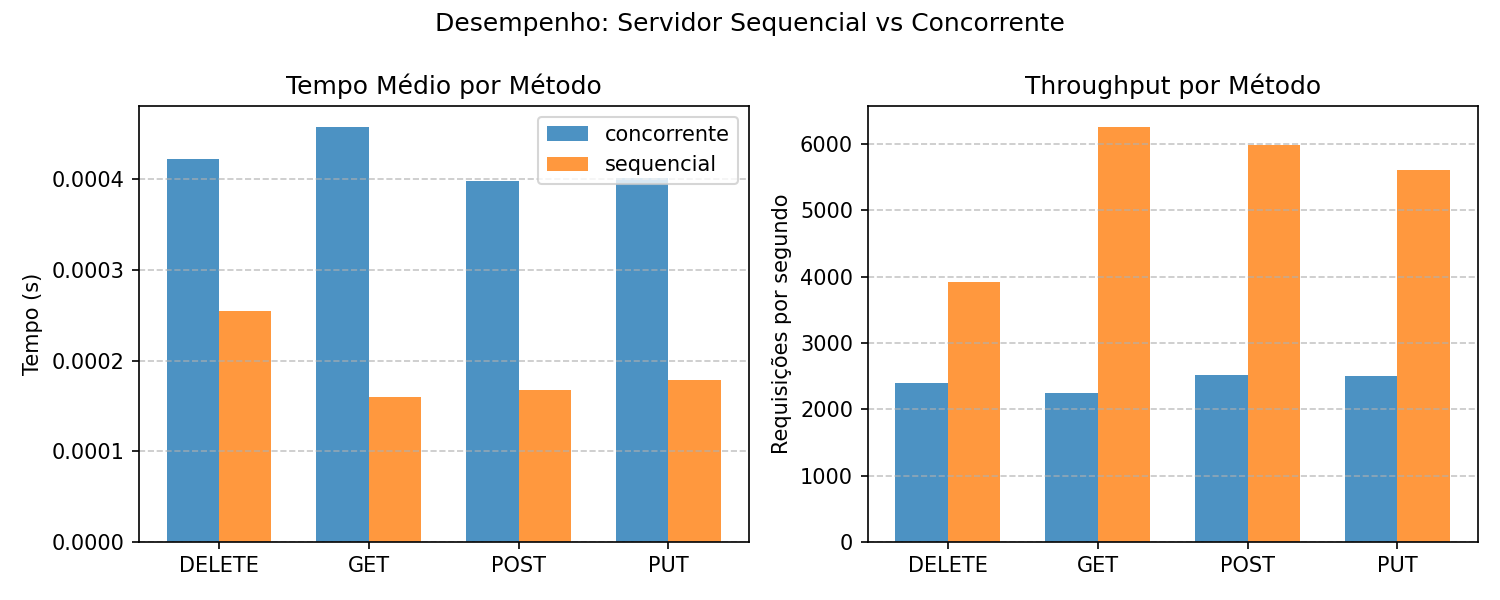 Desempenho: Servidor Sequencial vs Concorrente
Tempo Médio por Método
concorrente
sequencial
Tempo (s)
0.0004
0.0003
0.0002
0.0001
0.0000
DELETE
GET
POST
PUT
Throughput por Método
Requisições por segundo
6000
5000
4000
3000
2000
1000
0
DELETE
GET
POST
PUT